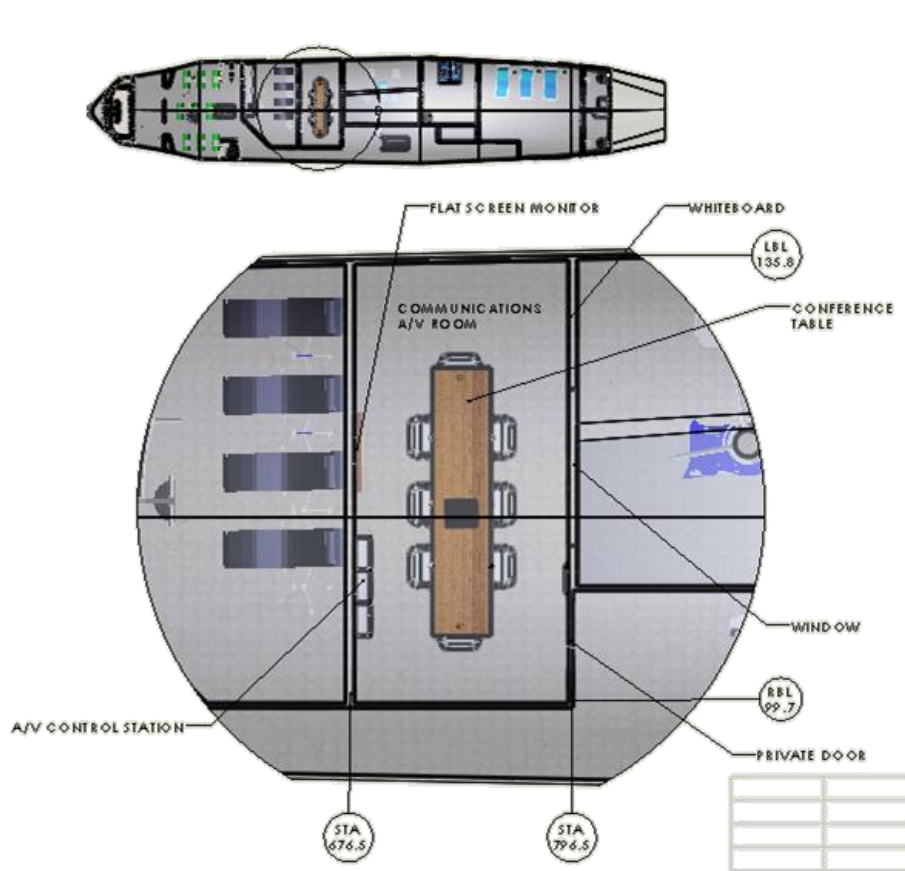 FLAT SCREEN MONITOR
WHITEBOARD
LBL
135.8
COMMUNICATIONS
A/V ROOM
CONFERENCE
TABLE
WINDOW
RBL
99.7
A/V CONTROL STATION
PRIVATE DOOR
STA
676.5
STA
796.5